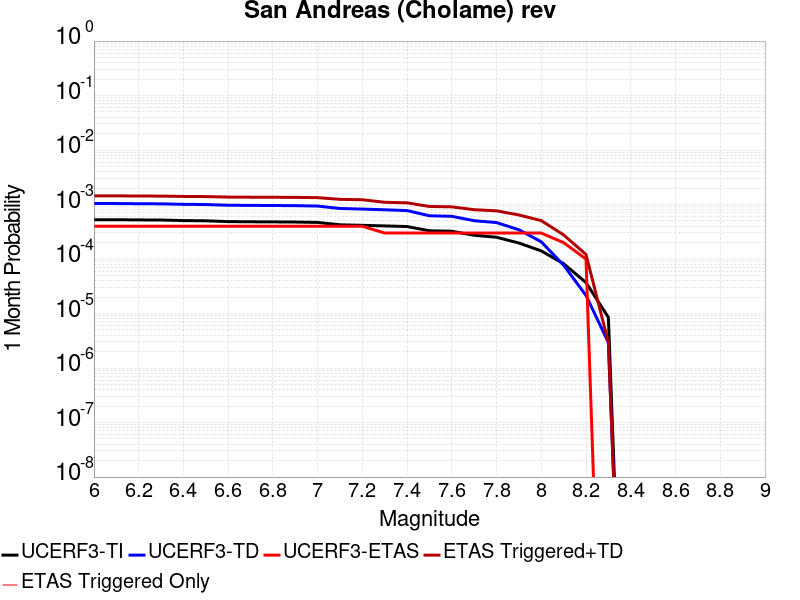 San Andreas (Cholame) rev
10^0
10^-1
10^-2
10^-3
10^-4
10^-5
10^-6
10^-7
10^-8
1 Month Probability
6 6.2 6.4 6.6 6.8 7 7.2 7.4 7.6 7.8 8 8.2 8.4 8.6 8.8 9
Magnitude
UCERF3-TI UCERF3-TD UCERF3-ETAS ETAS Triggered+TD
ETAS Triggered Only